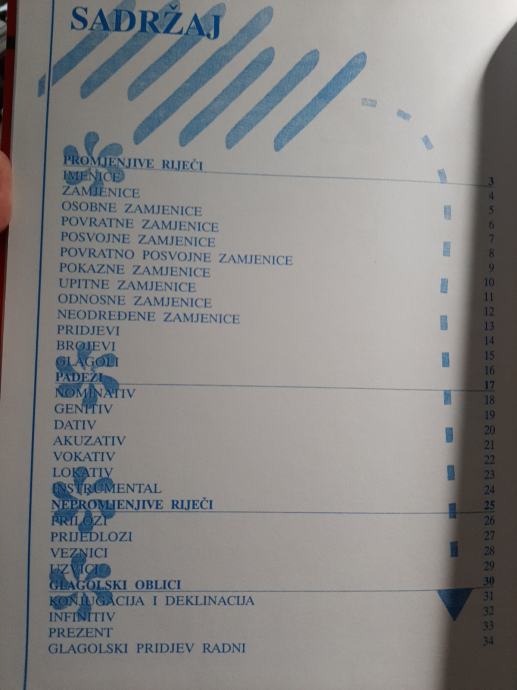 SADRŽAJ
PROMJENJIVE RIJEČI 3
IMENICE 4
ZAMJENICE 5
OSOBNE ZAMJENICE 6
POVRATNE ZAMJENICE 7
POSVOJNE ZAMJENICE 8
POVRATNO POSVOJNE ZAMJENICE 9
POKAZNE ZAMJENICE 10
UPITNE ZAMJENICE 11
ODNOSNE ZAMJENICE 12
NEODREĐENE ZAMJENICE 13
PRIDJEVI 14
BROJEVI 15
GLAGOLI 16
PADEŽI 17
NOMINATIV 18
GENITIV 19
DATIV 20
AKUZATIV 21
VOKATIV 22
LOKATIV 23
INSTRUMENTAL 24
NEPROMJENJIVE RIJEČI 25
PRILOZI 26
PRIJEDLOZI 27
VEZNICI 28
UZVICI 29
GLAGOLSKI OBLICI 30
KONJUGACIJA I DEKLINACIJA 31
INFINITIV 32
PREZENT 33
GLAGOLSKI PRIDJEV RADNI 34